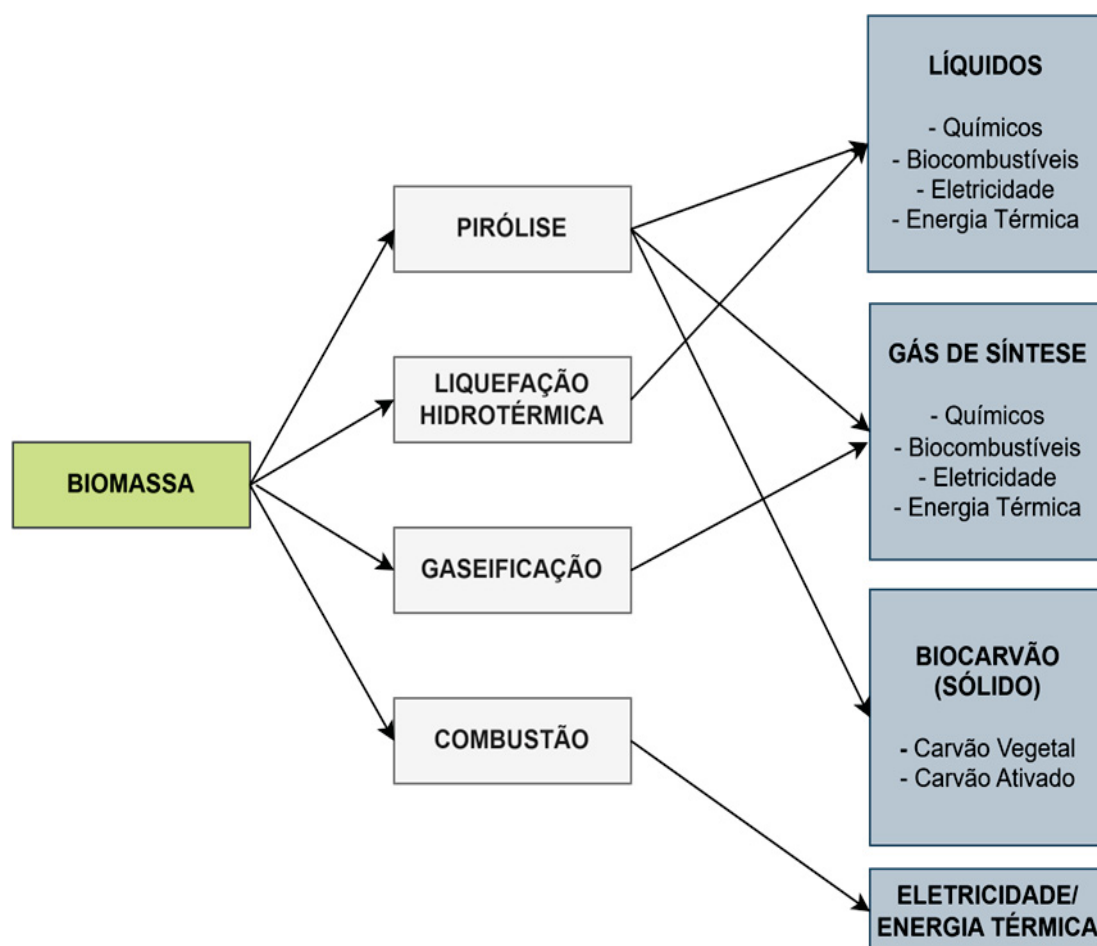 BIOMASSA
PIRÓLISE
LIQUEFAÇÃO
HIDROTÉRMICA
GASEIFICAÇÃO
COMBUSTÃO
LÍQUIDOS
- Químicos
- Biocombustíveis
- Eletricidade
- Energia Térmica
GÁS DE SÍNTESE
- Químicos
- Biocombustíveis
- Eletricidade
- Energia Térmica
BIOCARVÃO
(SÓLIDO)
- Carvão Vegetal
- Carvão Ativado
ELETRICIDADE/
ENERGIA TÉRMICA